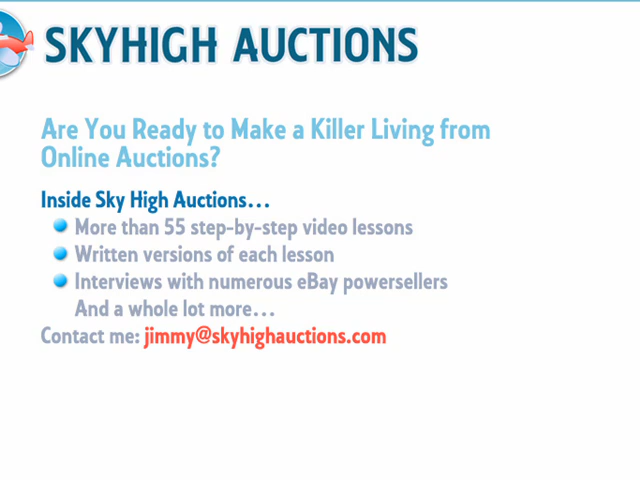 SKYHIGH AUCTIONS
Are You Ready to Make a Killer Living from
Online Auctions?
Inside Sky High Auctions...
More than 55 step-by-step video lessons
Written versions of each lesson
Interviews with numerous eBay powersellers
And a whole lot more...
Contact me: jimmy@skyhighauctions.com